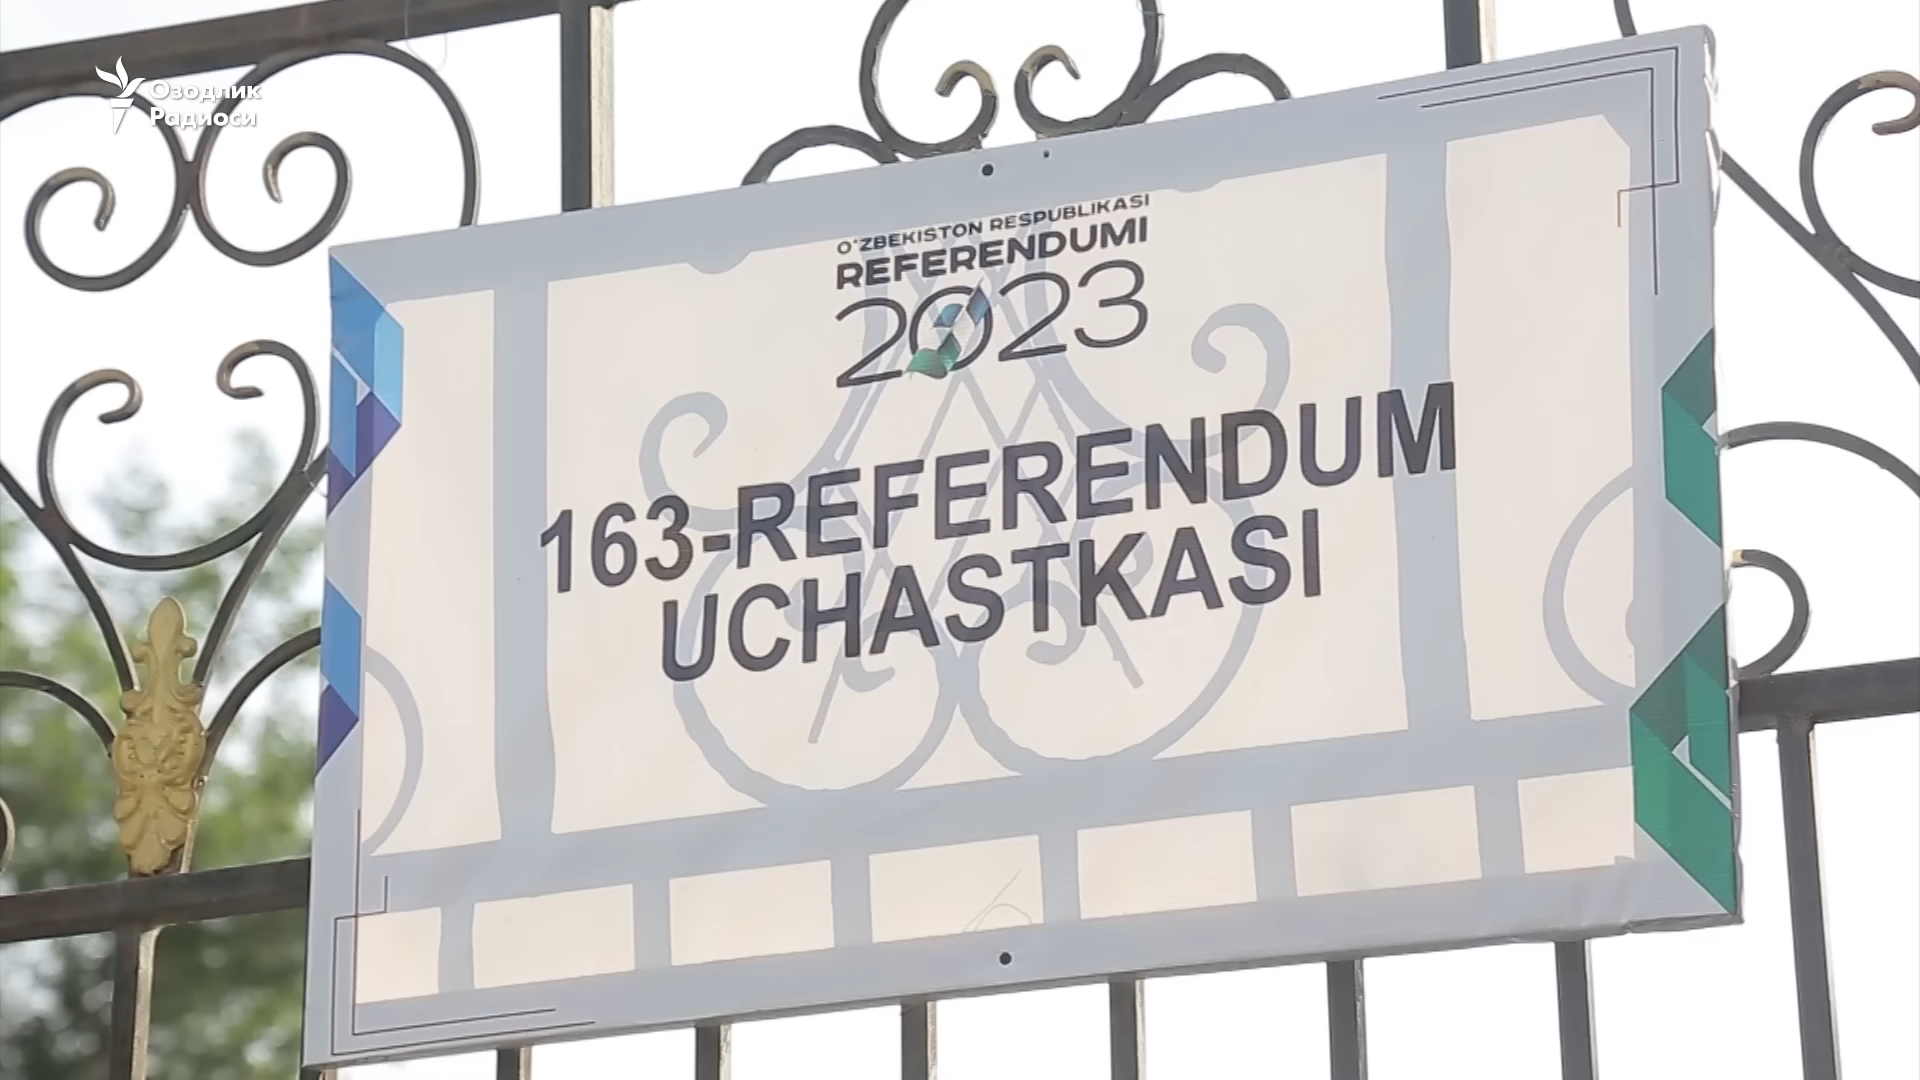 Озодлик
Радиоси
O'ZBEKISTON RESPUBLIKASI
REFERENDUMI
2023
163-REFERENDUM
UCHASTKASI